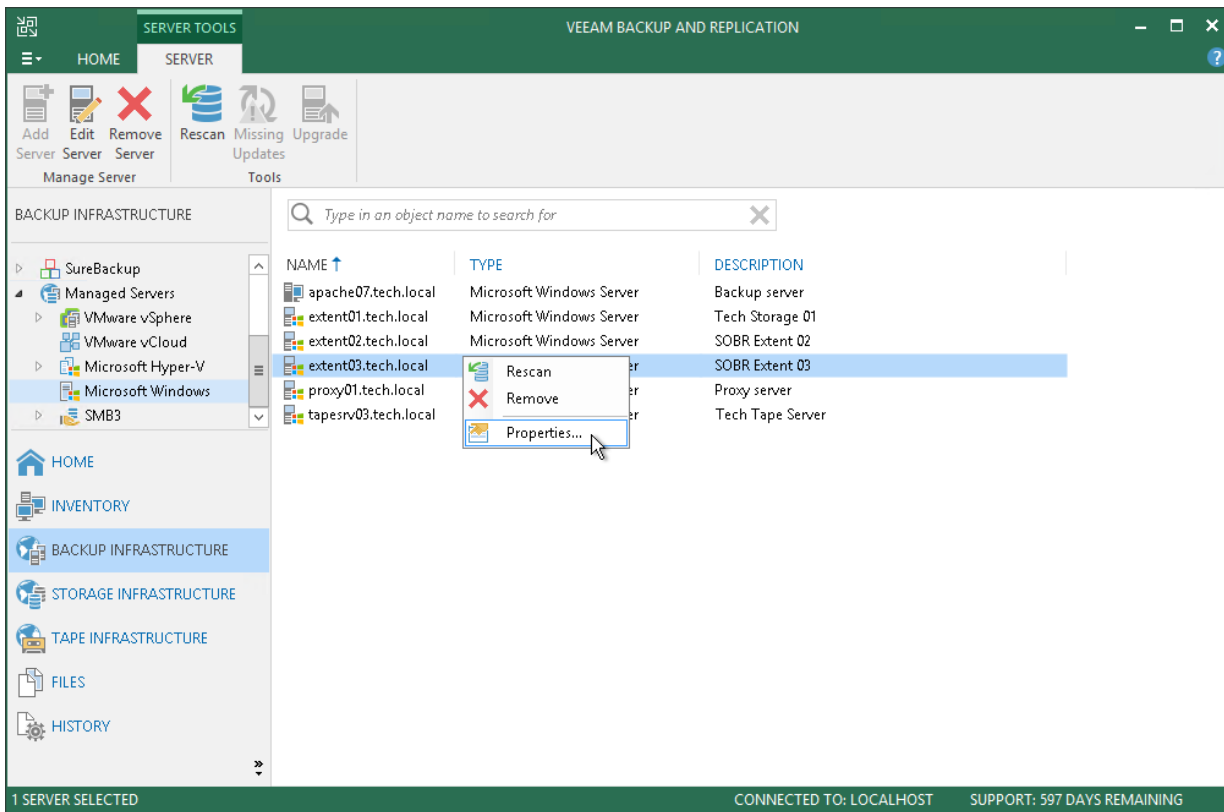 SERVER TOOLS
VEEAM BACKUP AND REPLICATION
HOME SERVER
?
Add Server
Edit Server
Remove Server
Rescan
Missing Updates
Upgrade
Manage Server
Tools
BACKUP INFRASTRUCTURE
SureBackup
Managed Servers
VMware vSphere
VMware vCloud
Microsoft Hyper-V
Microsoft Windows
SMB3
HOME
INVENTORY
BACKUP INFRASTRUCTURE
STORAGE INFRASTRUCTURE
TAPE INFRASTRUCTURE
FILES
HISTORY
Type in an object name to search for
NAME TYPE DESCRIPTION
apache07.tech.local Microsoft Windows Server Backup server
extent01.tech.local Microsoft Windows Server Tech Storage 01
extent02.tech.local Microsoft Windows Server SOBR Extent 02
extent03.tech.local er SOBR Extent 03
proxy01.tech.local er Proxy server
tapesrv03.tech.local er Tech Tape Server
Rescan
Remove
Properties...
1 SERVER SELECTED
CONNECTED TO: LOCALHOST
SUPPORT: 597 DAYS REMAINING